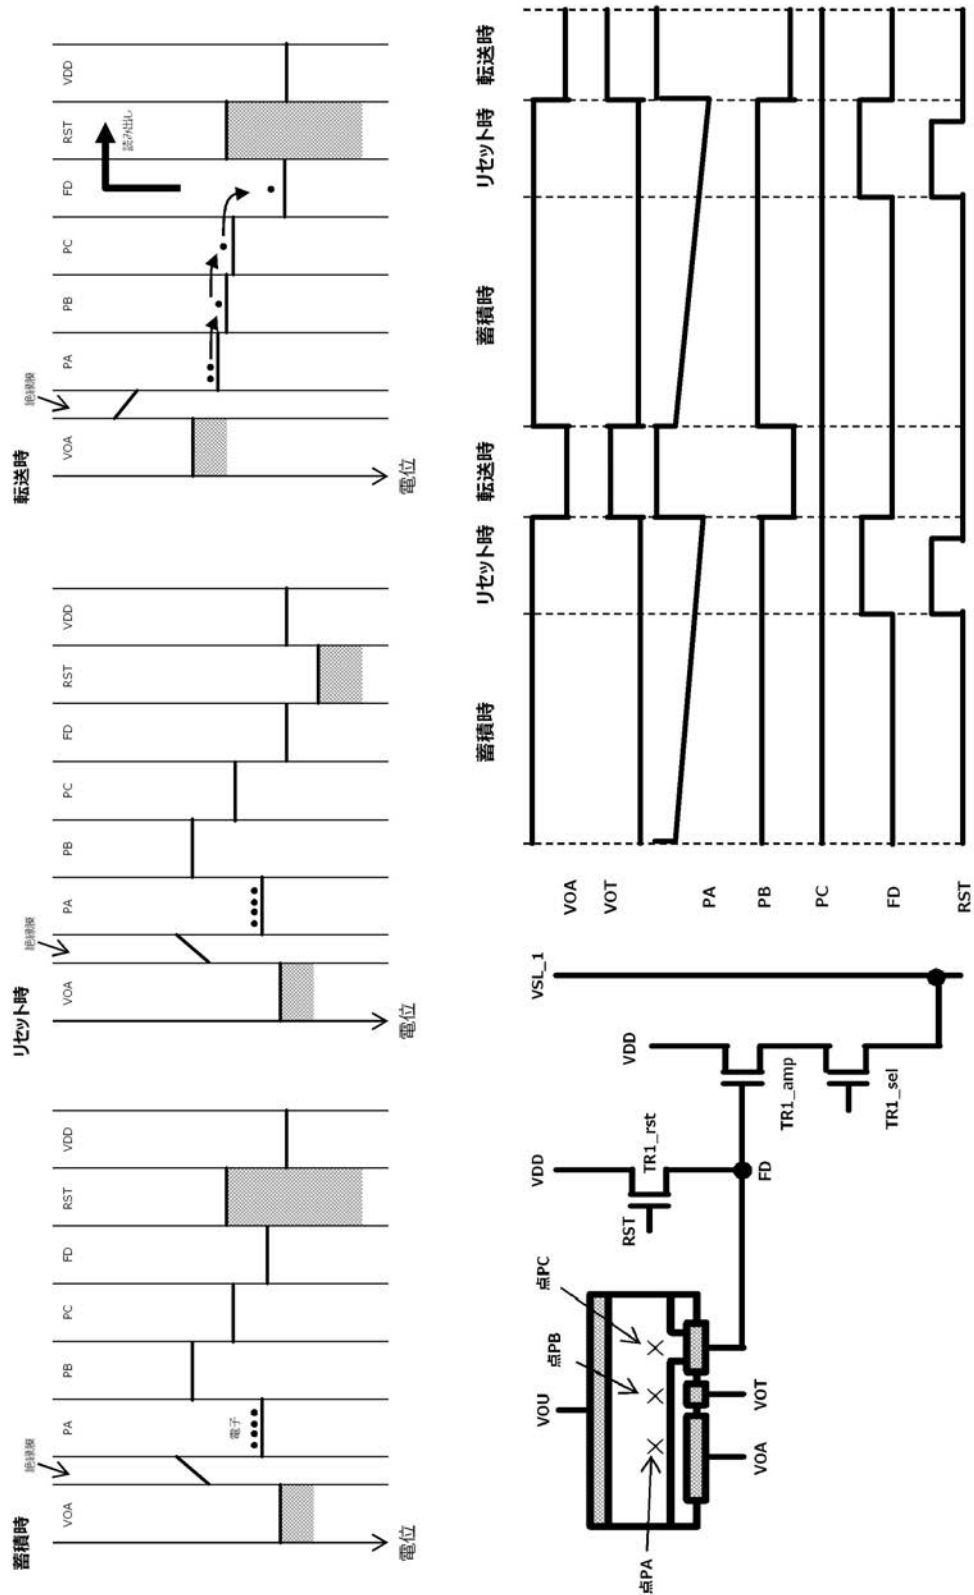 蓄積時
VOA
絶縁膜
PA
PB
PC
FD
RST
VDD
電子
電位
リセット時
VOA
絶縁膜
PA
PB
PC
FD
RST
VDD
電位
転送時
VOA
絶縁膜
PA
PB
PC
FD
RST
VDD
読み出し
電位
点PA
点PB
点PC
VOU
VOA
VOT
VDD
RST
TR1_rst
FD
VDD
TR1_amp
TR1_sel
VSL_1
蓄積時
リセット時
転送時
蓄積時
リセット時
転送時
VOA
VOT
PA
PB
PC
FD
RST